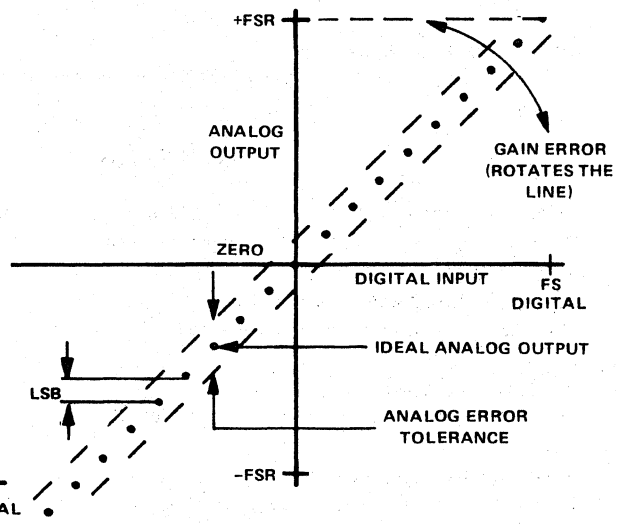 +FSR
ANALOG
OUTPUT
GAIN ERROR
(ROTATES THE
LINE)
ZERO
DIGITAL INPUT
FS
DIGITAL
IDEAL ANALOG OUTPUT
LSB
ANALOG ERROR
TOLERANCE
-FSR
AL